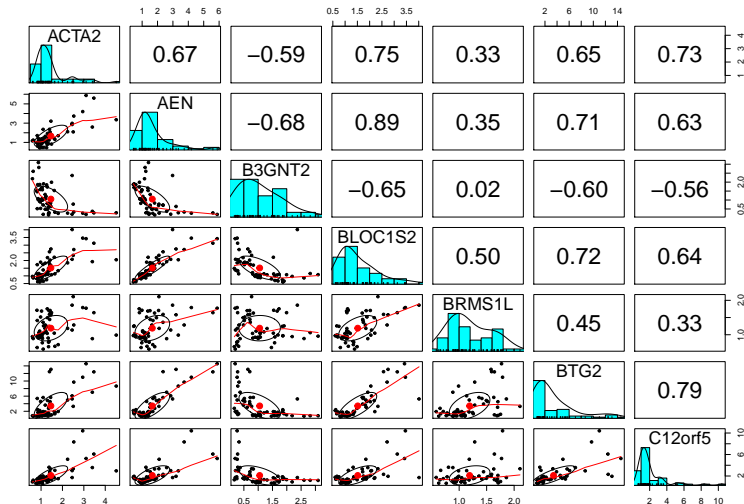 1 2 3 4 5 6
0.5 1.5 2.5 3.5
2 6 10 14
ACTA2 0.67 −0.59 0.75 0.33 0.65 0.73
1 2 3 4
1 3 5
AEN −0.68 0.89 0.35 0.71 0.63
B3GNT2 −0.65 0.02 −0.60 −0.56
0.5 1.0 2.0
0.5 1.5 2.5 3.5
BLOC1S2 0.50 0.72 0.64
BRMS1L 0.45 0.33
1.0 1.5 2.0
2 6 10
BTG2 0.79
C12orf5
2 4 6 10
1 2 3 4
0.5 1.5 2.5
1.0 1.5 2.0
2 4 6 8 10